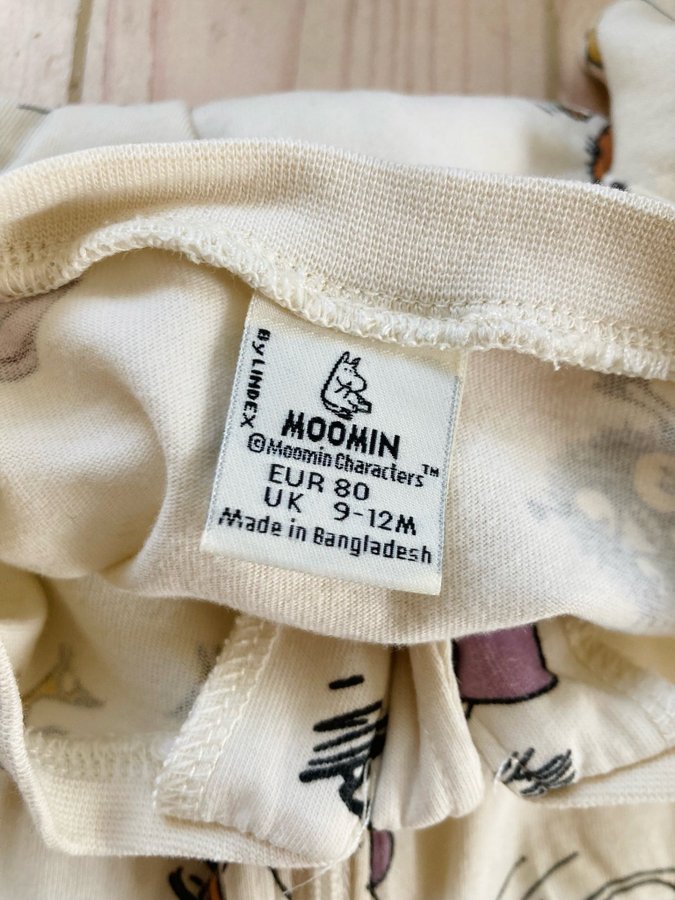 By LINDEX
MOOMIN
©Moomin Characters™
EUR 80
UK 9-12M
Made in Bangladesh